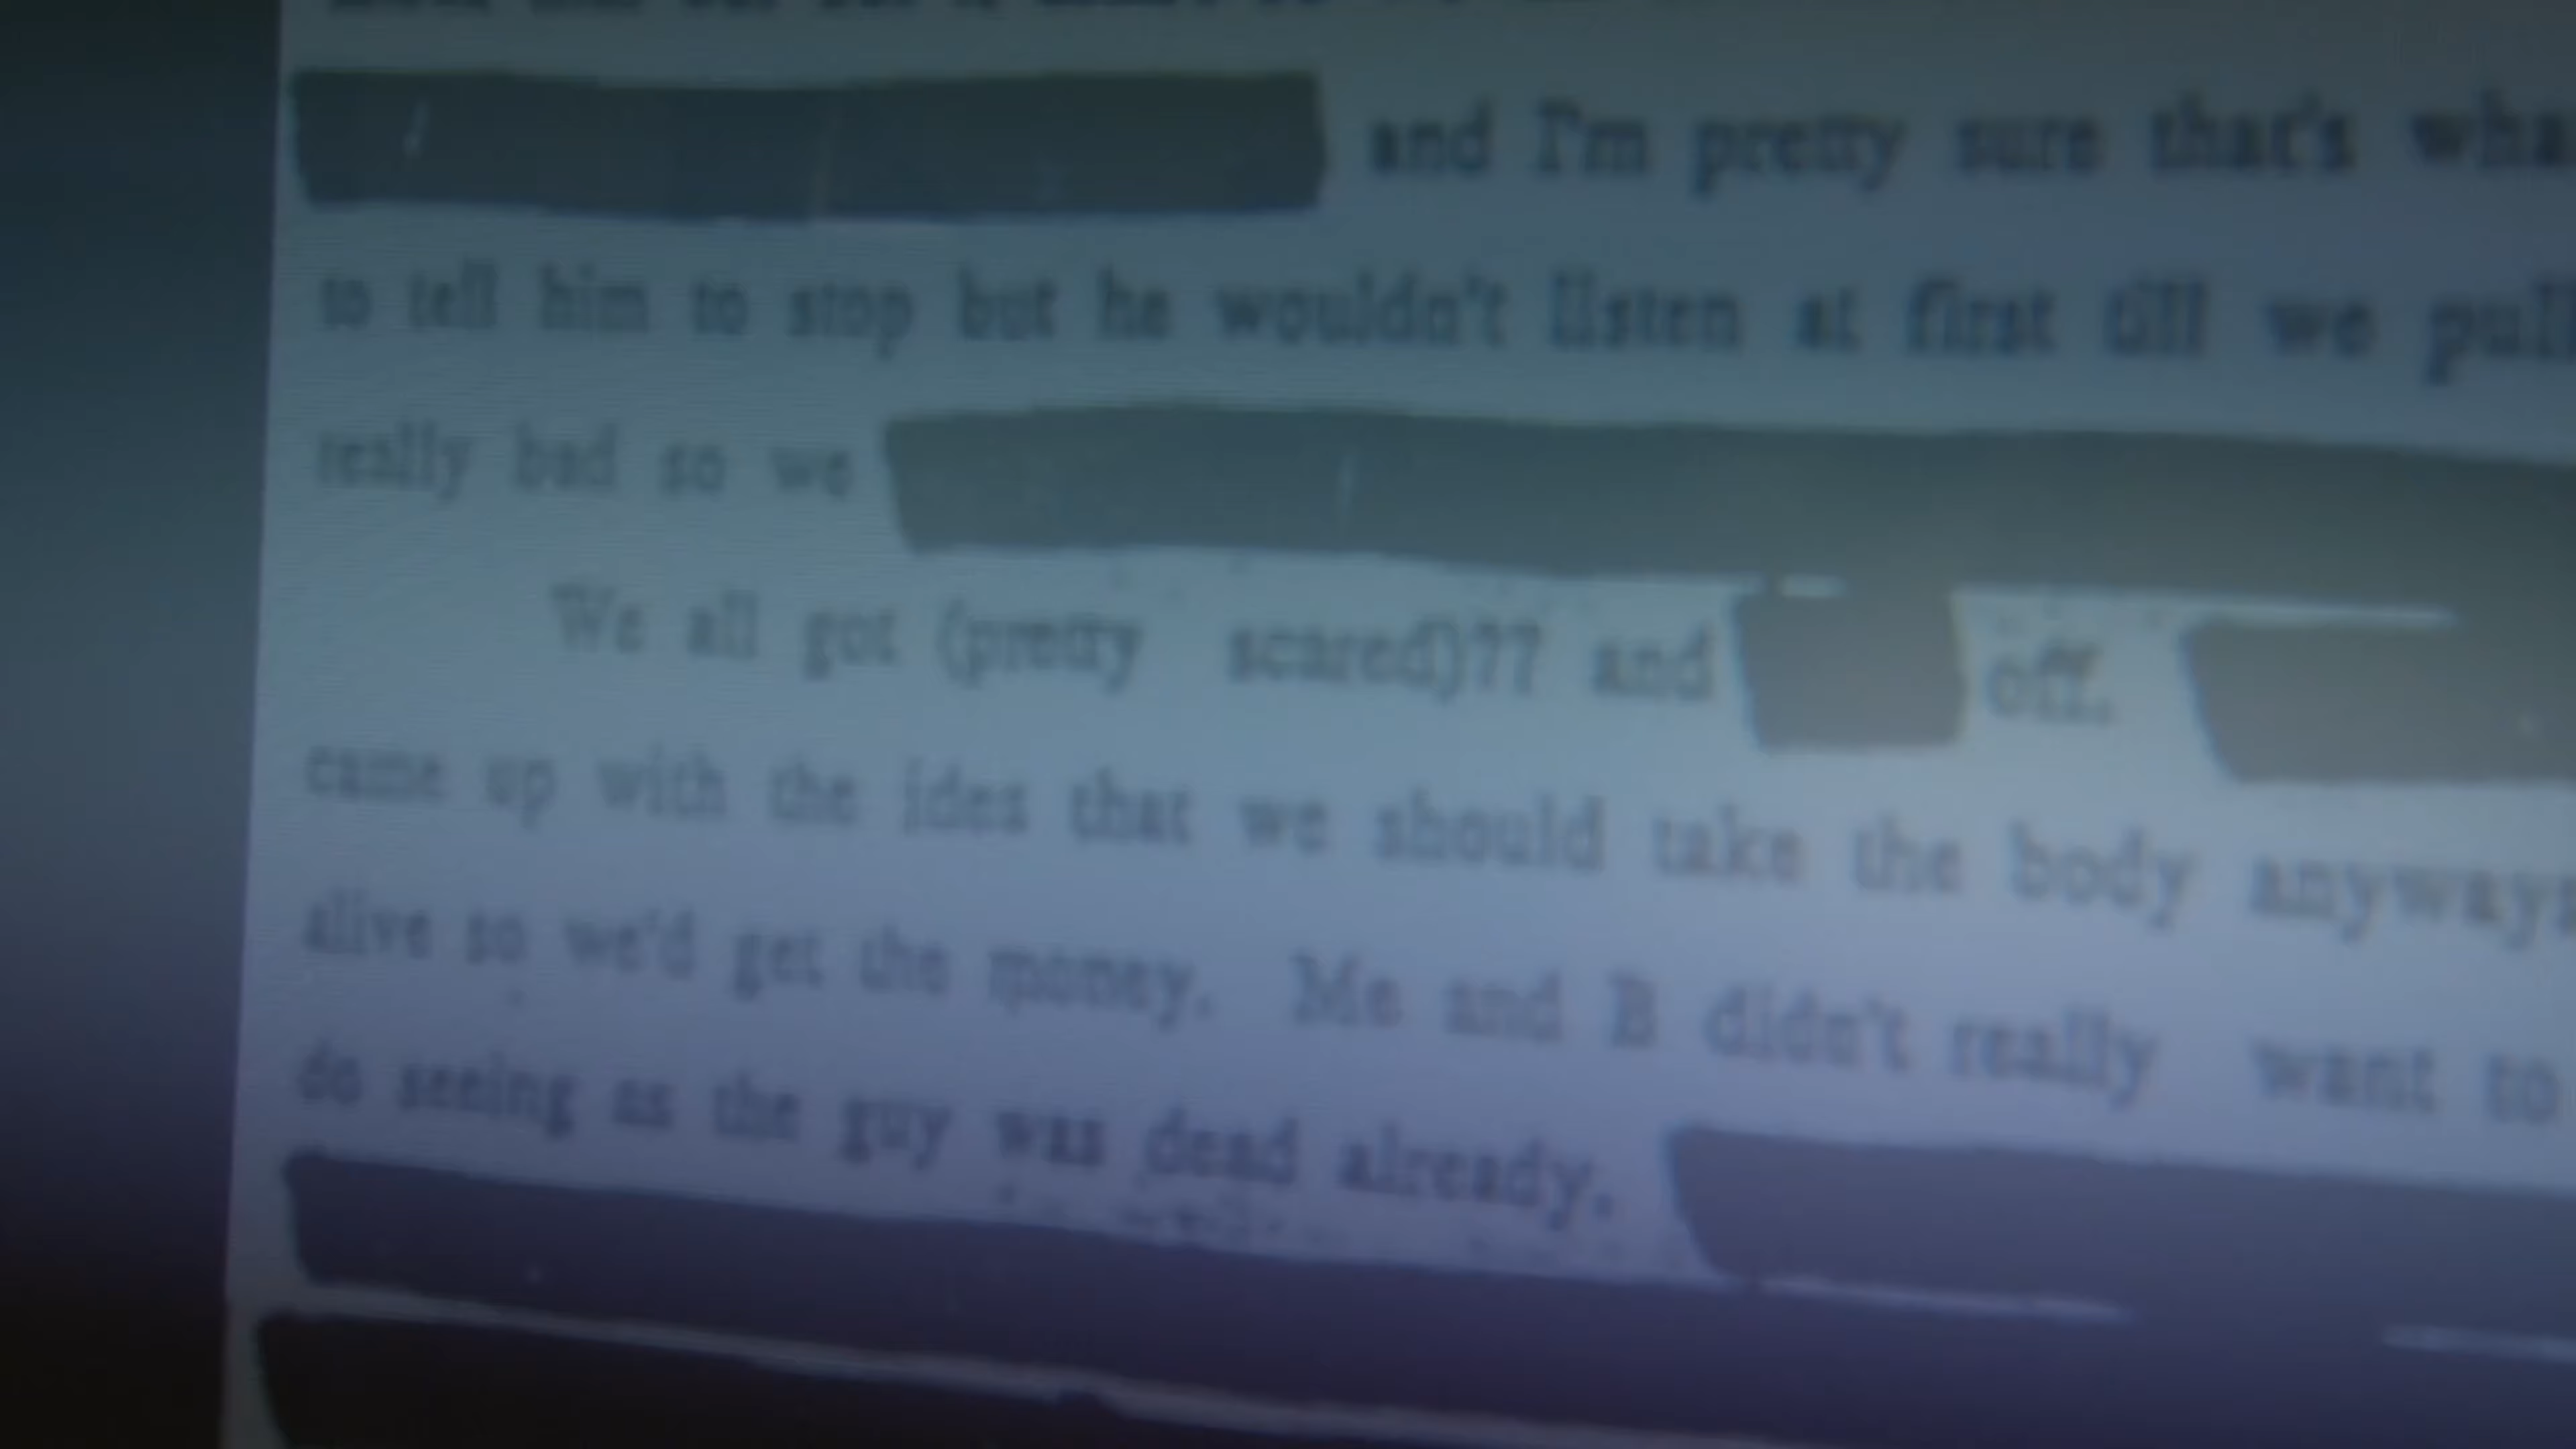 and I'm pretty sure that's wha
to tell him to stop but he wouldn't listen at first till we pull
really bad so we
We all got (pretty scared)?? and off.
came up with the idea that we should take the body anyways
alive so we'd get the money. Me and B didn't really want to
do seeing as the guy was dead already.